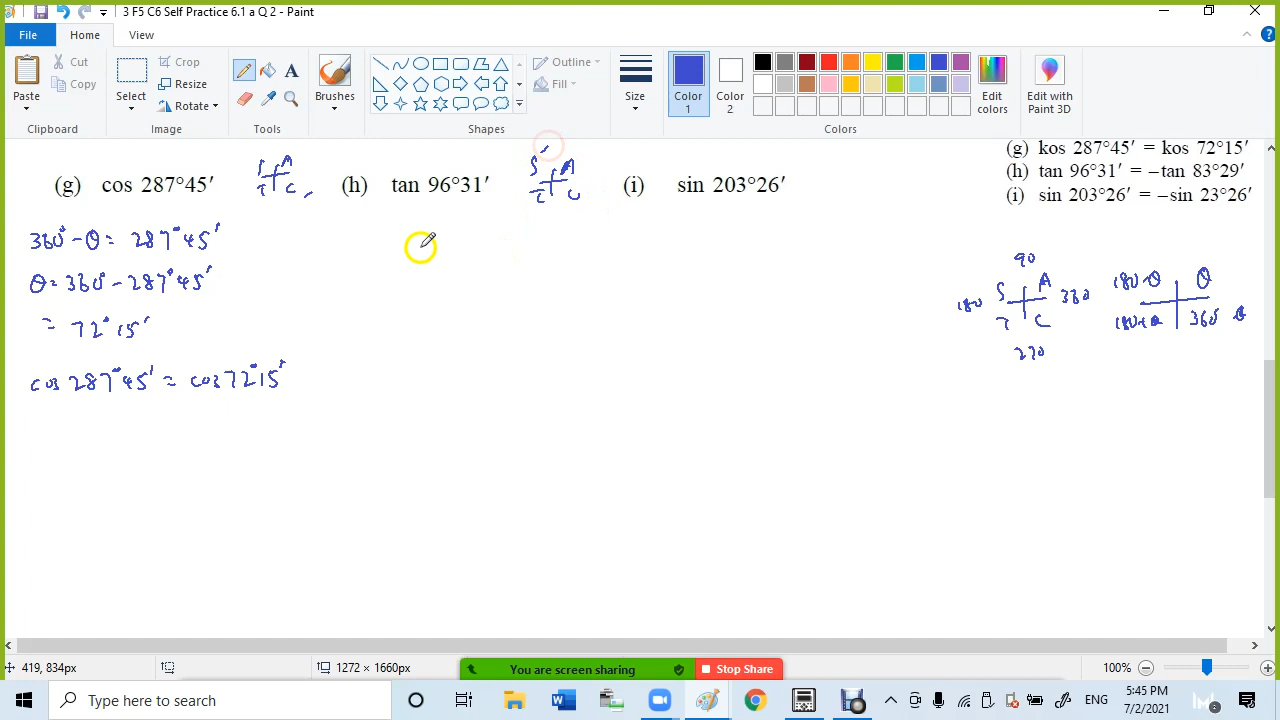 3 F5 C6 Self Practice 6.1 a Q 2 - Paint
File Home View
Paste Cut Copy Clipboard
Select Crop Resize Rotate Image
Tools
Brushes
Outline Fill Shapes
Size
Color 1 Color 2 Edit colors Colors
Edit with Paint 3D
(g) cos 287°45′
S A
T C
(h) tan 96°31′
S A
T C
(i) sin 203°26′
(g) kos 287°45′ = kos 72°15′
(h) tan 96°31′ = −tan 83°29′
(i) sin 203°26′ = −sin 23°26′
360° − θ = 287°45′
θ = 360° − 287°45′
= 72°15′
cos 287°45′ = cos 72°15′
90
180 S A 360
T C
270
180-θ θ
180+θ 360° θ
419, 834px 1272 × 1660px You are screen sharing Stop Share 100%
Type here to search
ENG 5:45 PM 7/2/2021